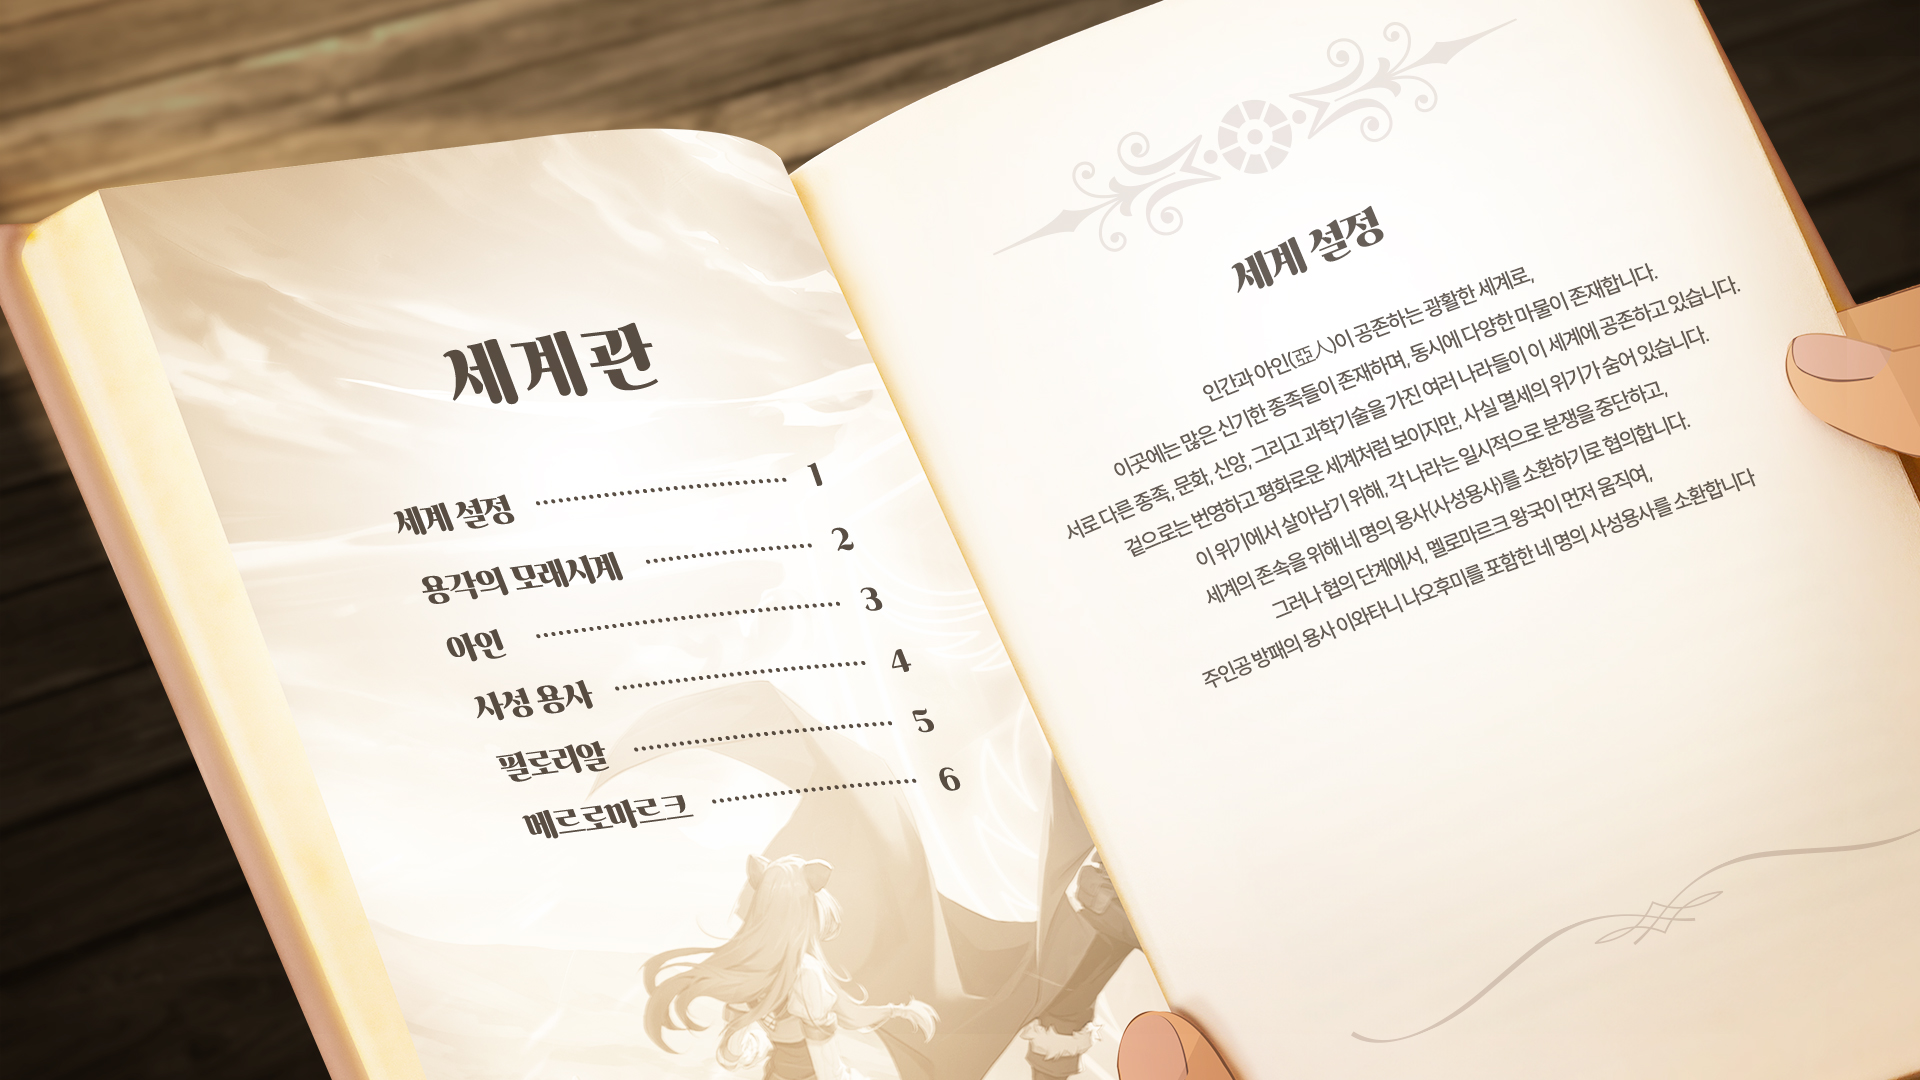 세계관
세계 설정 1
용각의 모래시계 2
아인 3
사성 용사 4
필로리알 5
메르로마르크 6
세계 설정
인간과 아인(亞人)이 공존하는 광활한 세계로,
이곳에는 많은 신기한 종족들이 존재하며, 동시에 다양한 마물이 존재합니다.
서로 다른 종족, 문화, 신앙, 그리고 과학기술을 가진 여러 나라들이 이 세계에 공존하고 있습니다.
겉으로는 번영하고 평화로운 세계처럼 보이지만, 사실 멸세의 위기가 숨어 있습니다.
이 위기에서 살아남기 위해, 각 나라는 일시적으로 분쟁을 중단하고,
세계의 존속을 위해 네 명의 용사(사성용사)를 소환하기로 협의합니다.
그러나 협의 단계에서, 멜로마르크 왕국이 먼저 움직여,
주인공 방패의 용사 이와타니 나오후미를 포함한 네 명의 사성용사를 소환합니다